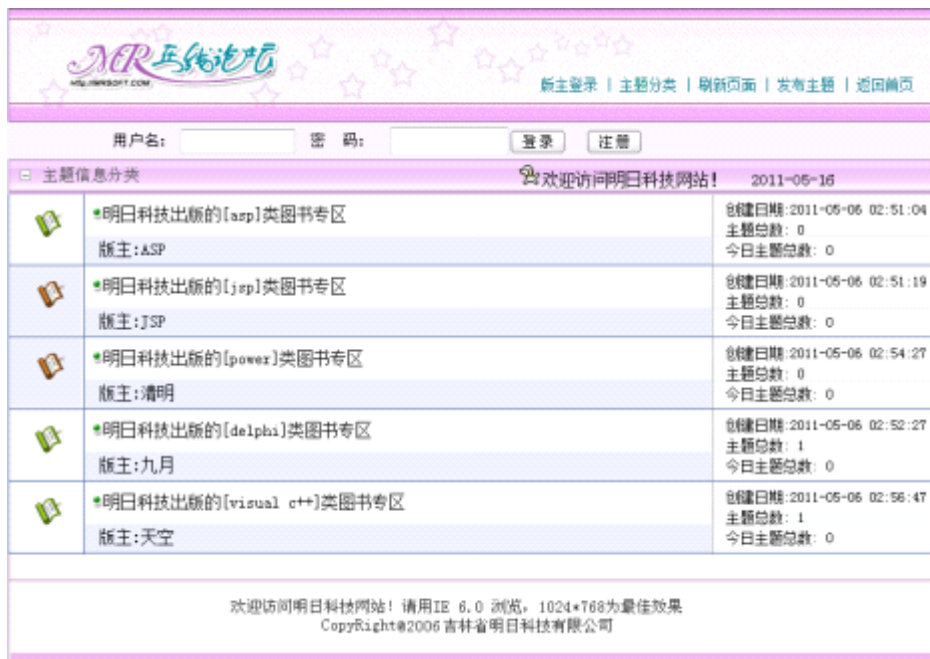 MR在线论坛
HTTP://MRSOFT.COM
版主登录 | 主题分类 | 刷新页面 | 发布主题 | 返回首页
用户名: 密 码: 登录 注册
主题信息分类 欢迎访问明日科技网站! 2011-05-16
明日科技出版的[asp]类图书专区
版主:ASP
创建日期:2011-05-06 02:51:04
主题总数: 0
今日主题总数: 0
明日科技出版的[jsp]类图书专区
版主:JSP
创建日期:2011-05-06 02:51:19
主题总数: 0
今日主题总数: 0
明日科技出版的[power]类图书专区
版主:清明
创建日期:2011-05-06 02:54:27
主题总数: 0
今日主题总数: 0
明日科技出版的[delphi]类图书专区
版主:九月
创建日期:2011-05-06 02:52:27
主题总数: 1
今日主题总数: 0
明日科技出版的[visual c++]类图书专区
版主:天空
创建日期:2011-05-06 02:56:47
主题总数: 1
今日主题总数: 0
欢迎访问明日科技网站! 请用IE 6.0 浏览, 1024*768为最佳效果
CopyRight@2006 吉林省明日科技有限公司